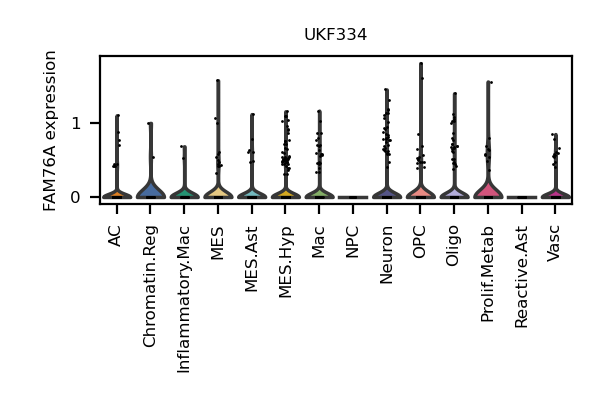 UKF334
FAM76A expression
1
0
AC
Chromatin.Reg
Inflammatory.Mac
MES
MES.Ast
MES.Hyp
Mac
NPC
Neuron
OPC
Oligo
Prolif.Metab
Reactive.Ast
Vasc